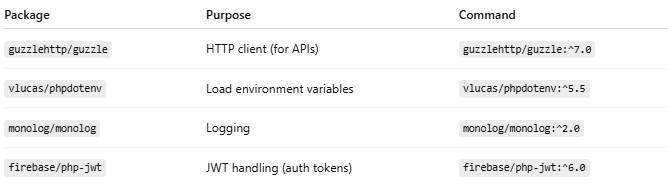 Package Purpose Command
guzzlehttp/guzzle HTTP client (for APIs) guzzlehttp/guzzle:^7.0
vlucas/phpdotenv Load environment variables vlucas/phpdotenv:^5.5
monolog/monolog Logging monolog/monolog:^2.0
firebase/php-jwt JWT handling (auth tokens) firebase/php-jwt:^6.0